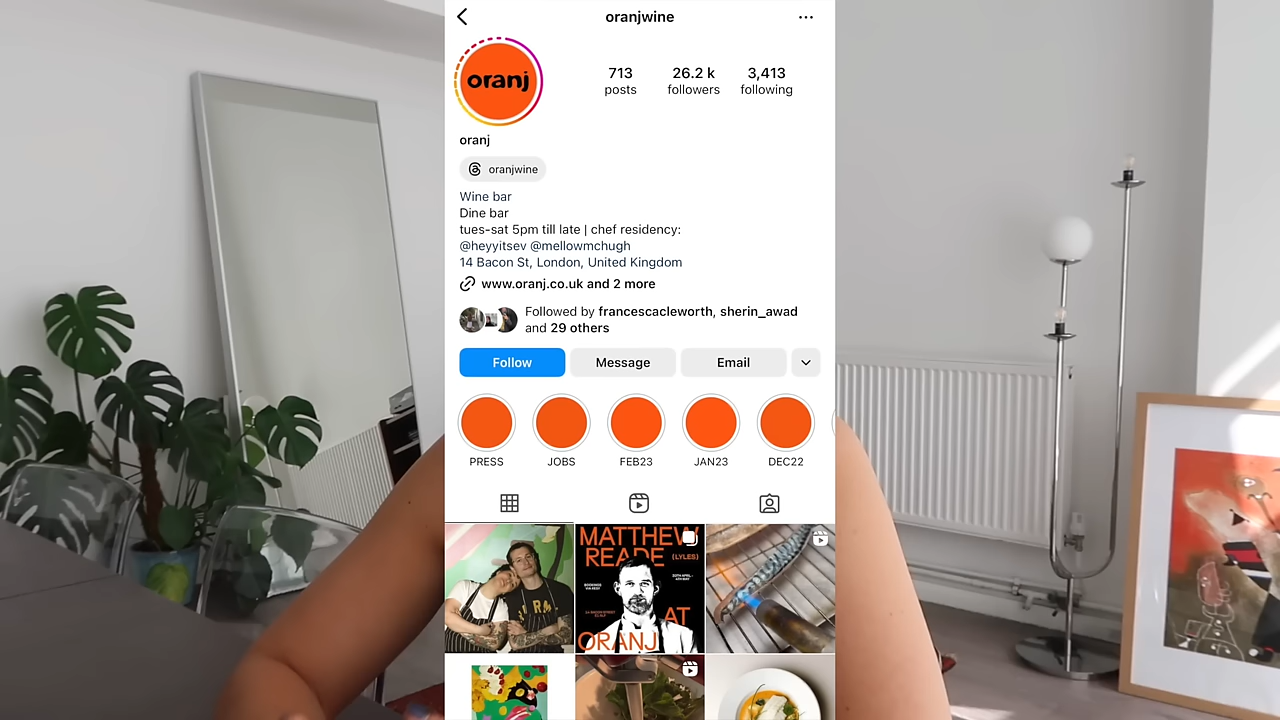 oranjwine
oranj
713
posts
26.2 k
followers
3,413
following
oranj
oranjwine
Wine bar
Dine bar
tues-sat 5pm till late | chef residency:
@heyyitsev @mellowmchugh
14 Bacon St, London, United Kingdom
www.oranj.co.uk and 2 more
Followed by francescacleworth, sherin_awad
and 29 others
Follow
Message
Email
PRESS
JOBS
FEB23
JAN23
DEC22
MATTHEW
READE
(LYLES)
AT
ORANJ